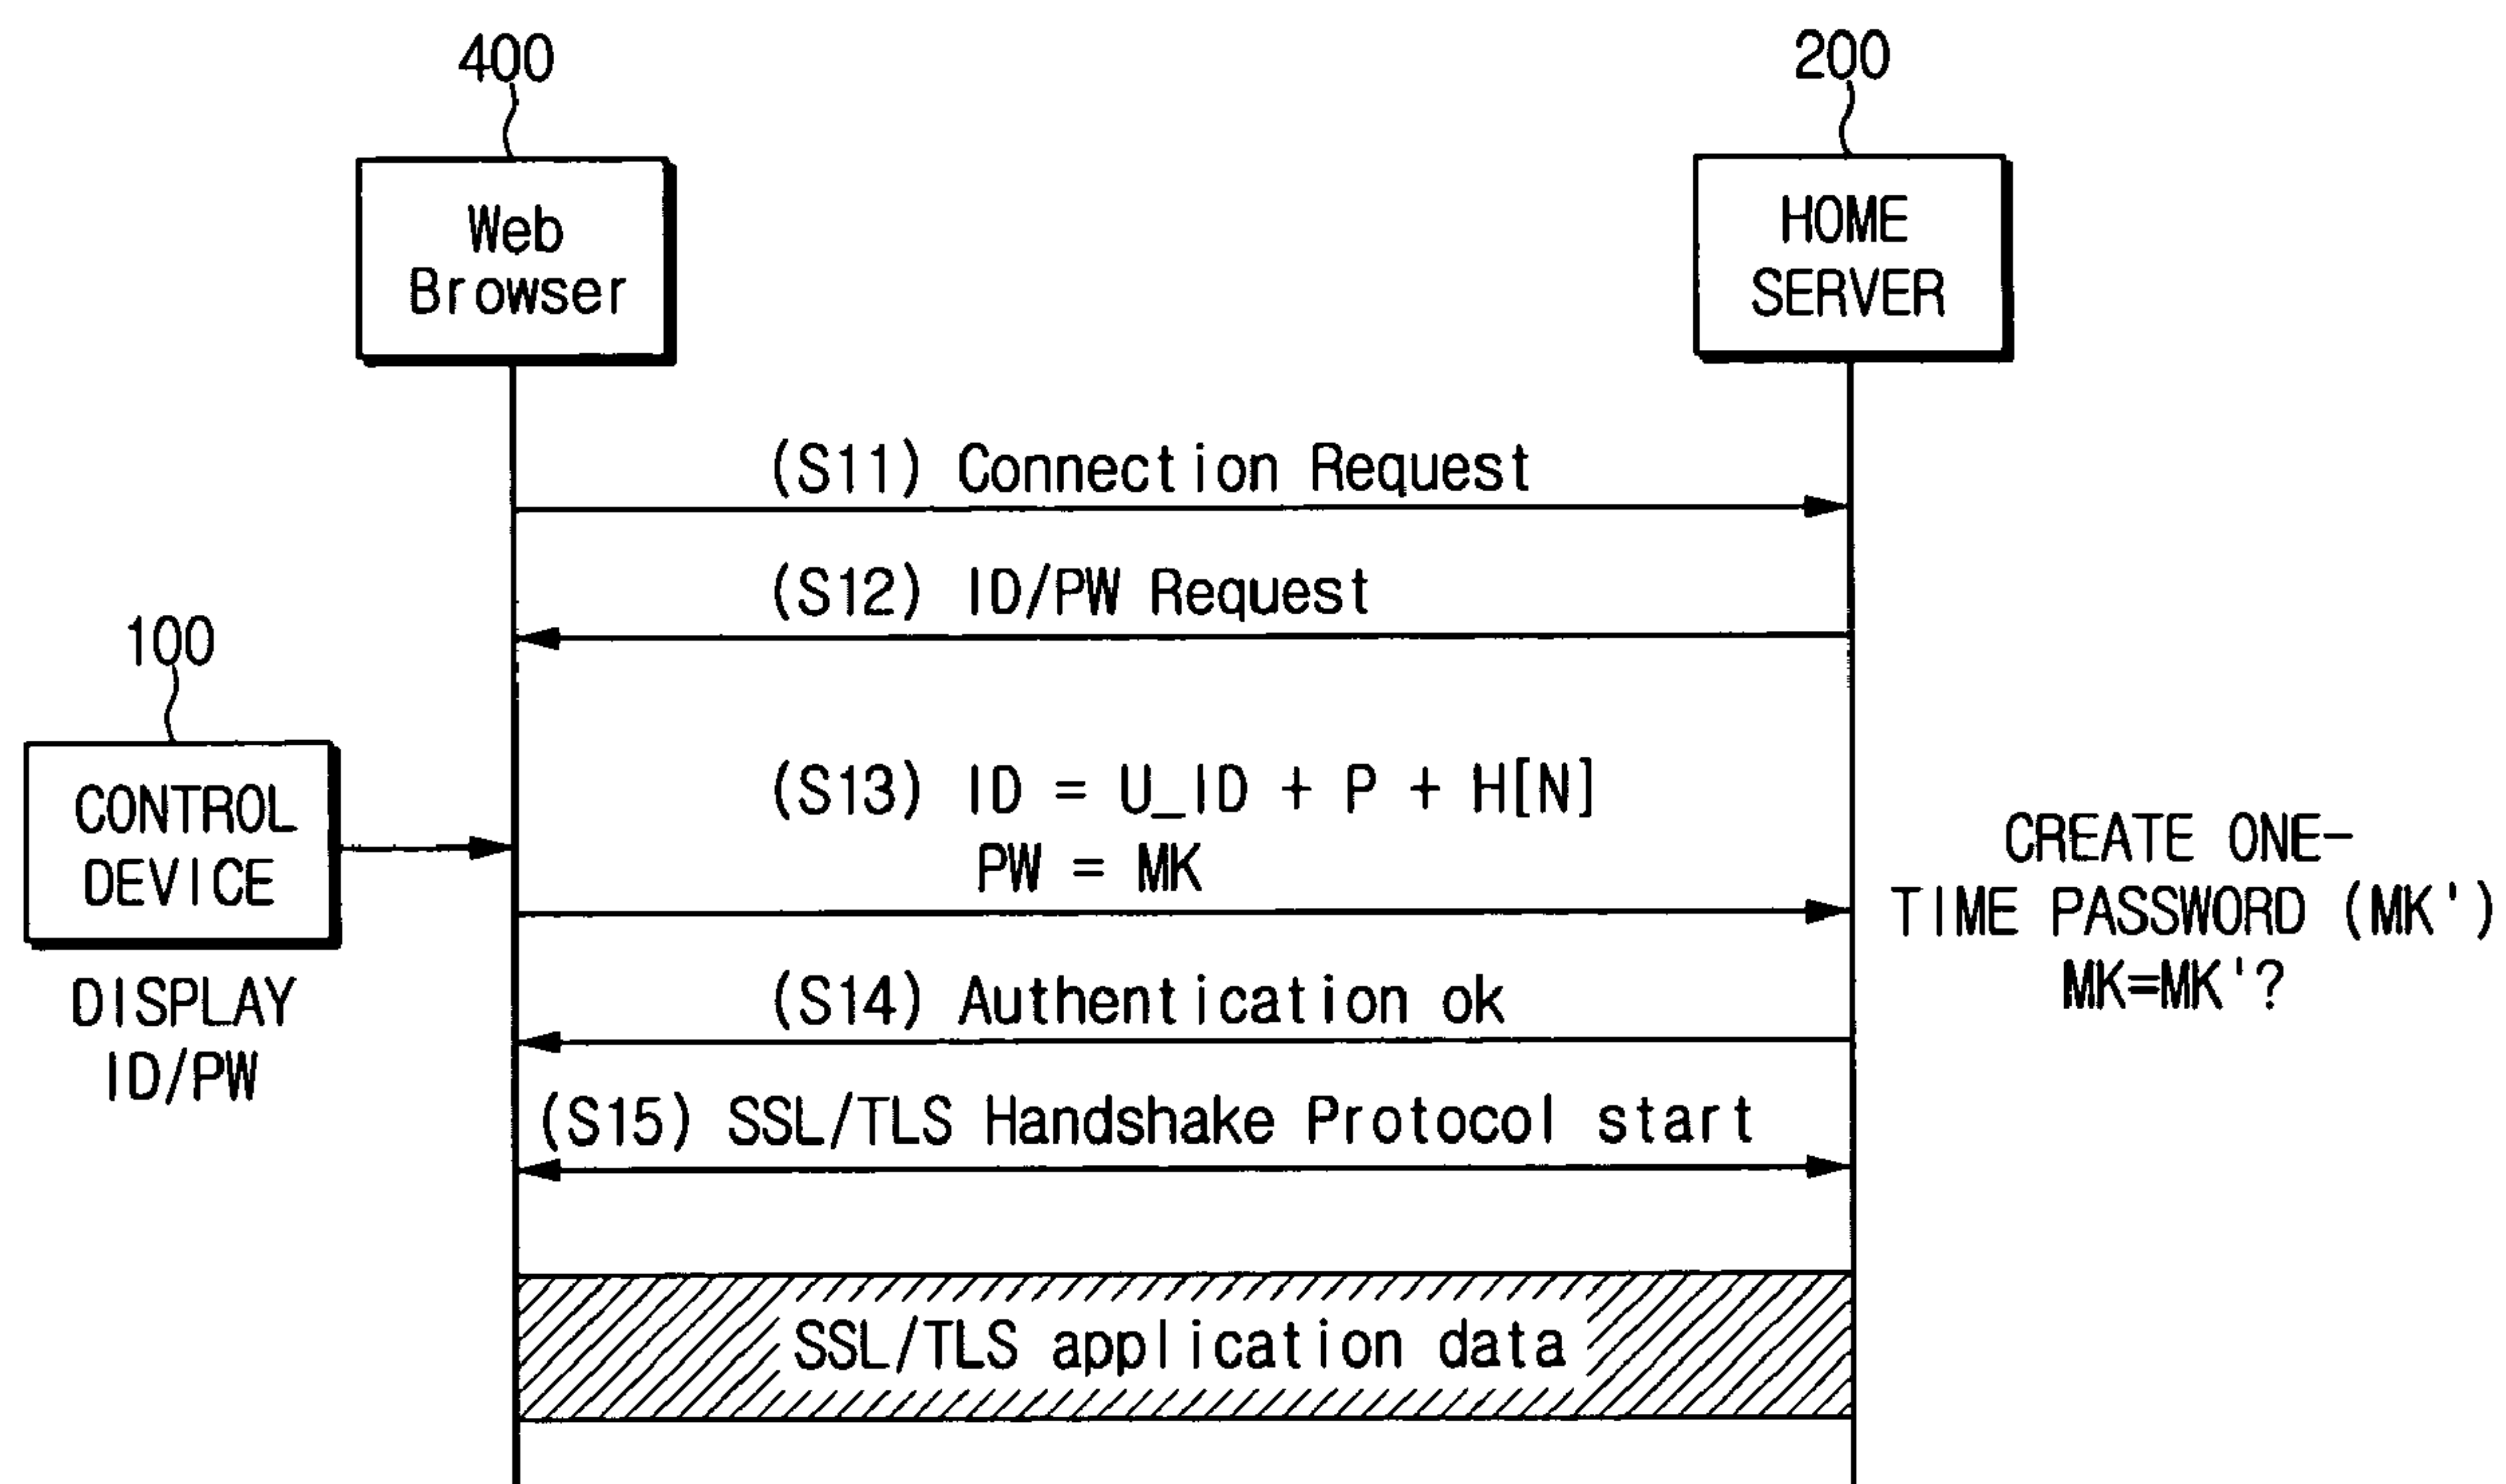 400
200
Web
Browser
HOME
SERVER
(S11) Connection Request
(S12) ID/PW Request
100
CONTROL
DEVICE
DISPLAY
ID/PW
(S13) ID = U_ID + P + H[N]
PW = MK
CREATE ONE-
TIME PASSWORD (MK')
MK=MK'?
(S14) Authentication ok
(S15) SSL/TLS Handshake Protocol start
SSL/TLS application data